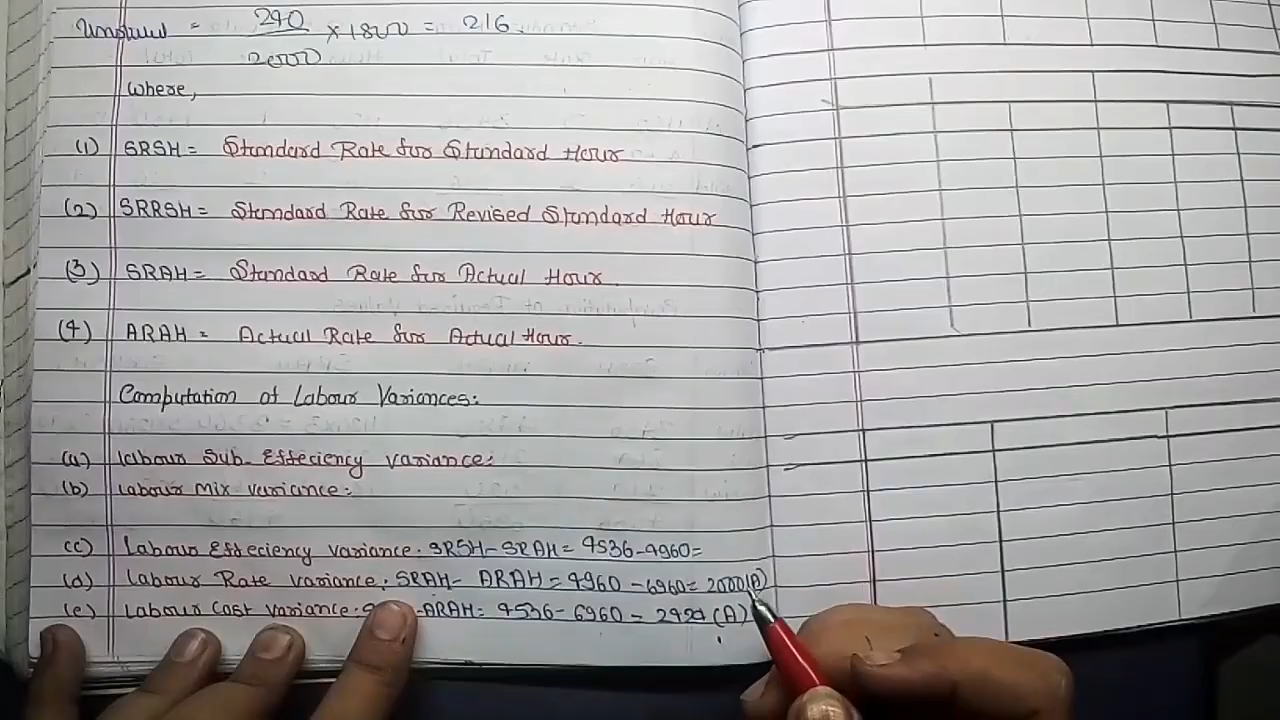 = 240/2000 × 1800 = 216.
where,
(1) SRSH = Standard Rate for Standard Hour
(2) SRRSH = Standard Rate for Revised Standard Hour
(3) SRAH = Standard Rate for Actual Hour.
(4) ARAH = Actual Rate for Actual Hour.
Computation of Labour Variances:
(a) Labour Sub-Effeciency variance:
(b) Labour Mix variance:
(c) Labour Effeciency variance: SRSH - SRAH = 4536 - 4960 =
(d) Labour Rate variance: SRAH - ARAH = 4960 - 6960 = 2000 (A)
(e) Labour Cost variance: -ARAH = 4536 - 6960 = 2424 (A)